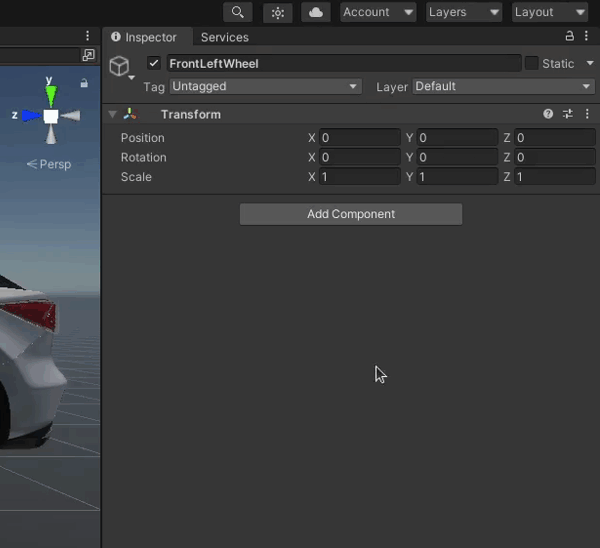 Account Layers Layout
Inspector Services
FrontLeftWheel Static
Tag Untagged Layer Default
Transform
Position X 0 Y 0 Z 0
Rotation X 0 Y 0 Z 0
Scale X 1 Y 1 Z 1
Add Component
y
z
Persp